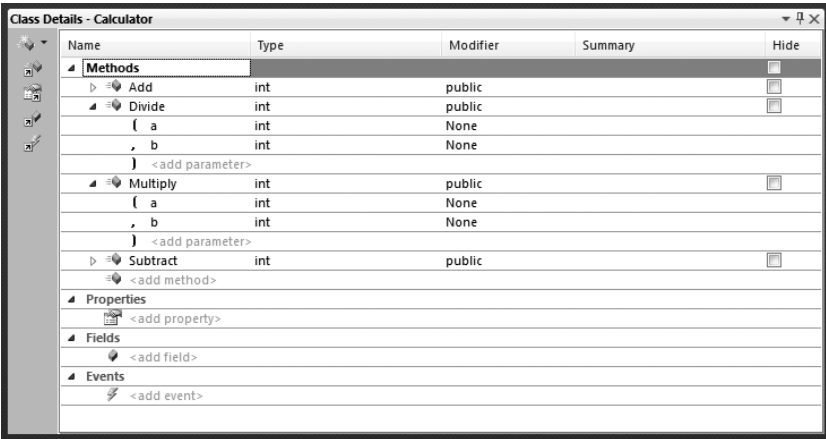 Class Details - Calculator
Name Type Modifier Summary Hide
Methods
Add int public
Divide int public
( a int None
, b int None
) <add parameter>
Multiply int public
( a int None
, b int None
) <add parameter>
Subtract int public
<add method>
Properties
<add property>
Fields
<add field>
Events
<add event>